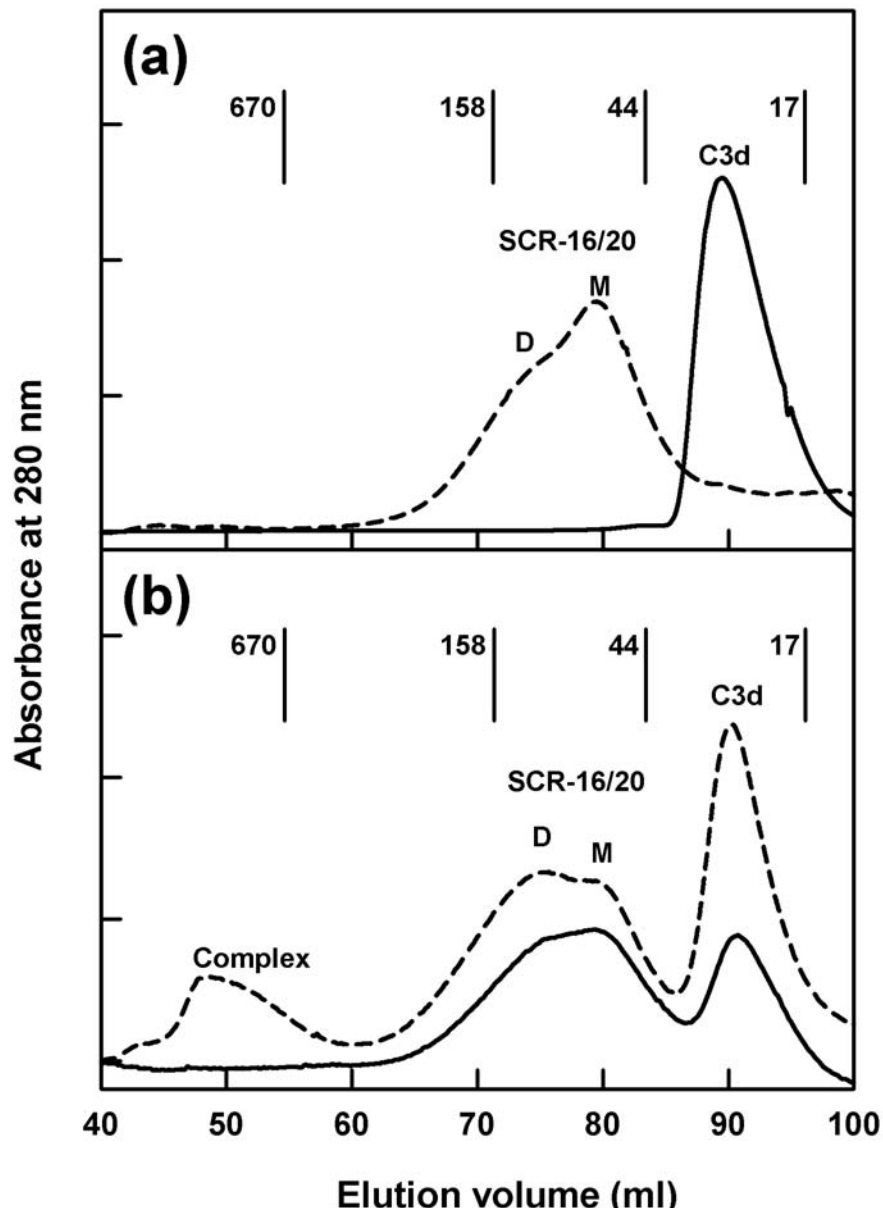 (a)
670 158 44 17
C3d
SCR-16/20
M
D
Absorbance at 280 nm
(b)
670 158 44 17
C3d
SCR-16/20
D M
Complex
40 50 60 70 80 90 100
Elution volume (ml)